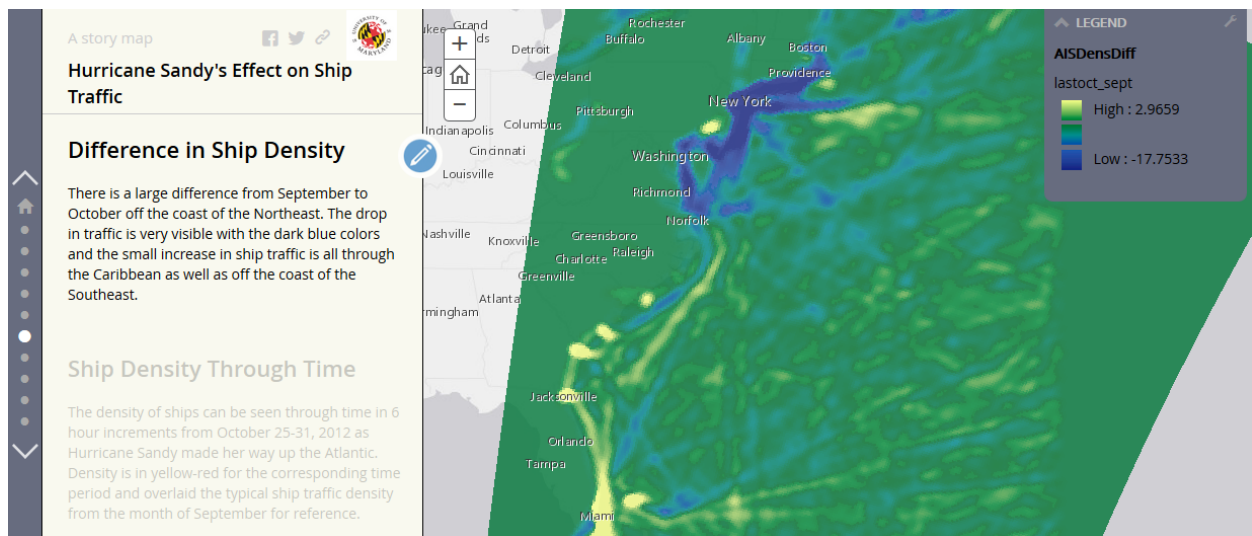 A story map
UNIVERSITY OF
MARYLAND
Hurricane Sandy's Effect on Ship
Traffic
Difference in Ship Density
There is a large difference from September to
October off the coast of the Northeast. The drop
in traffic is very visible with the dark blue colors
and the small increase in ship traffic is all through
the Caribbean as well as off the coast of the
Southeast.
Ship Density Through Time
The density of ships can be seen through time in 6
hour increments from October 25-31, 2012 as
Hurricane Sandy made her way up the Atlantic.
Density is in yellow-red for the corresponding time
period and overlaid the typical ship traffic density
from the month of September for reference.
+
−
Grand
Rochester
Buffalo
Albany
Boston
Detroit
Cleveland
Providence
New York
Pittsburgh
Indianapolis
Columbus
Cincinnati
Washington
Louisville
Richmond
Norfolk
Nashville
Knoxville
Greensboro
Raleigh
Charlotte
Greenville
Atlanta
Jacksonville
Orlando
Tampa
Miami
LEGEND
AISDensDiff
lastoct_sept
High : 2.9659
Low : -17.7533